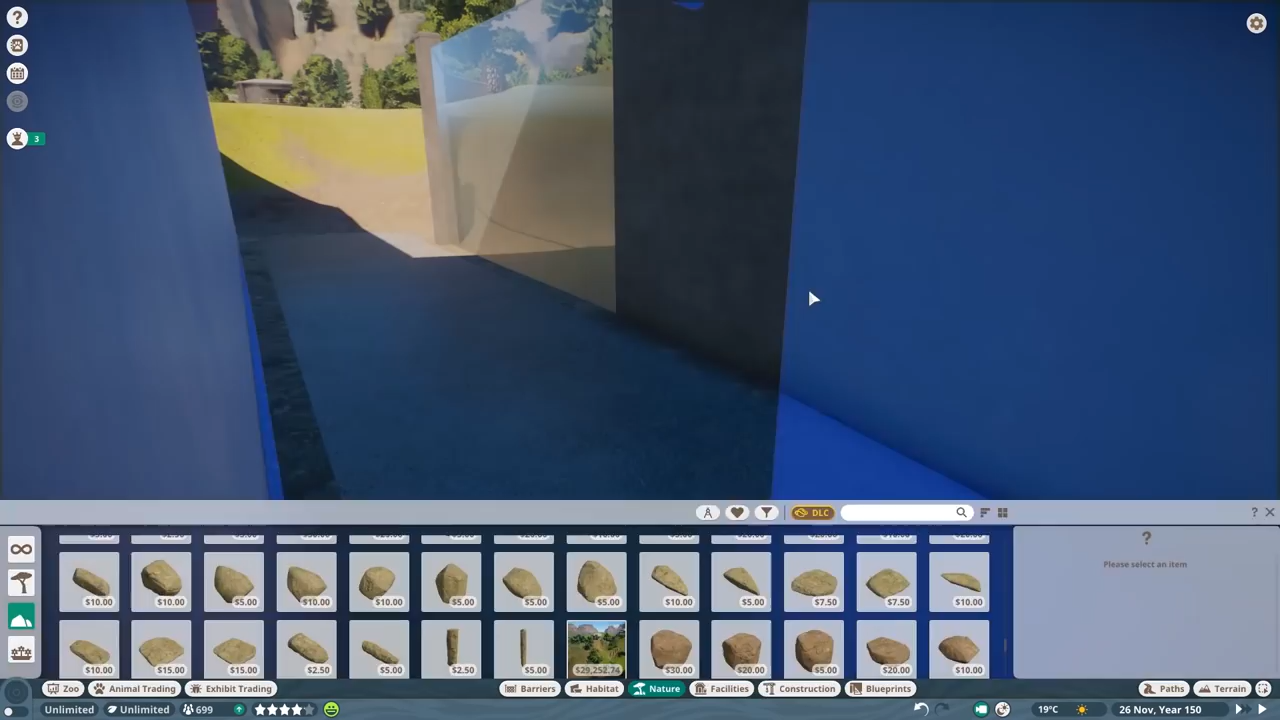 ?
3
DLC
? 
?
Please select an item
$10.00 $10.00 $5.00 $10.00 $10.00 $5.00 $5.00 $5.00 $10.00 $5.00 $7.50 $7.50 $10.00
$10.00 $15.00 $15.00 $2.50 $5.00 $2.50 $5.00 $29,252.74 $30.00 $20.00 $5.00 $20.00 $10.00
Zoo Animal Trading Exhibit Trading Barriers Habitat Nature Facilities Construction Blueprints Paths Terrain
Unlimited Unlimited 699 19°C 26 Nov, Year 150